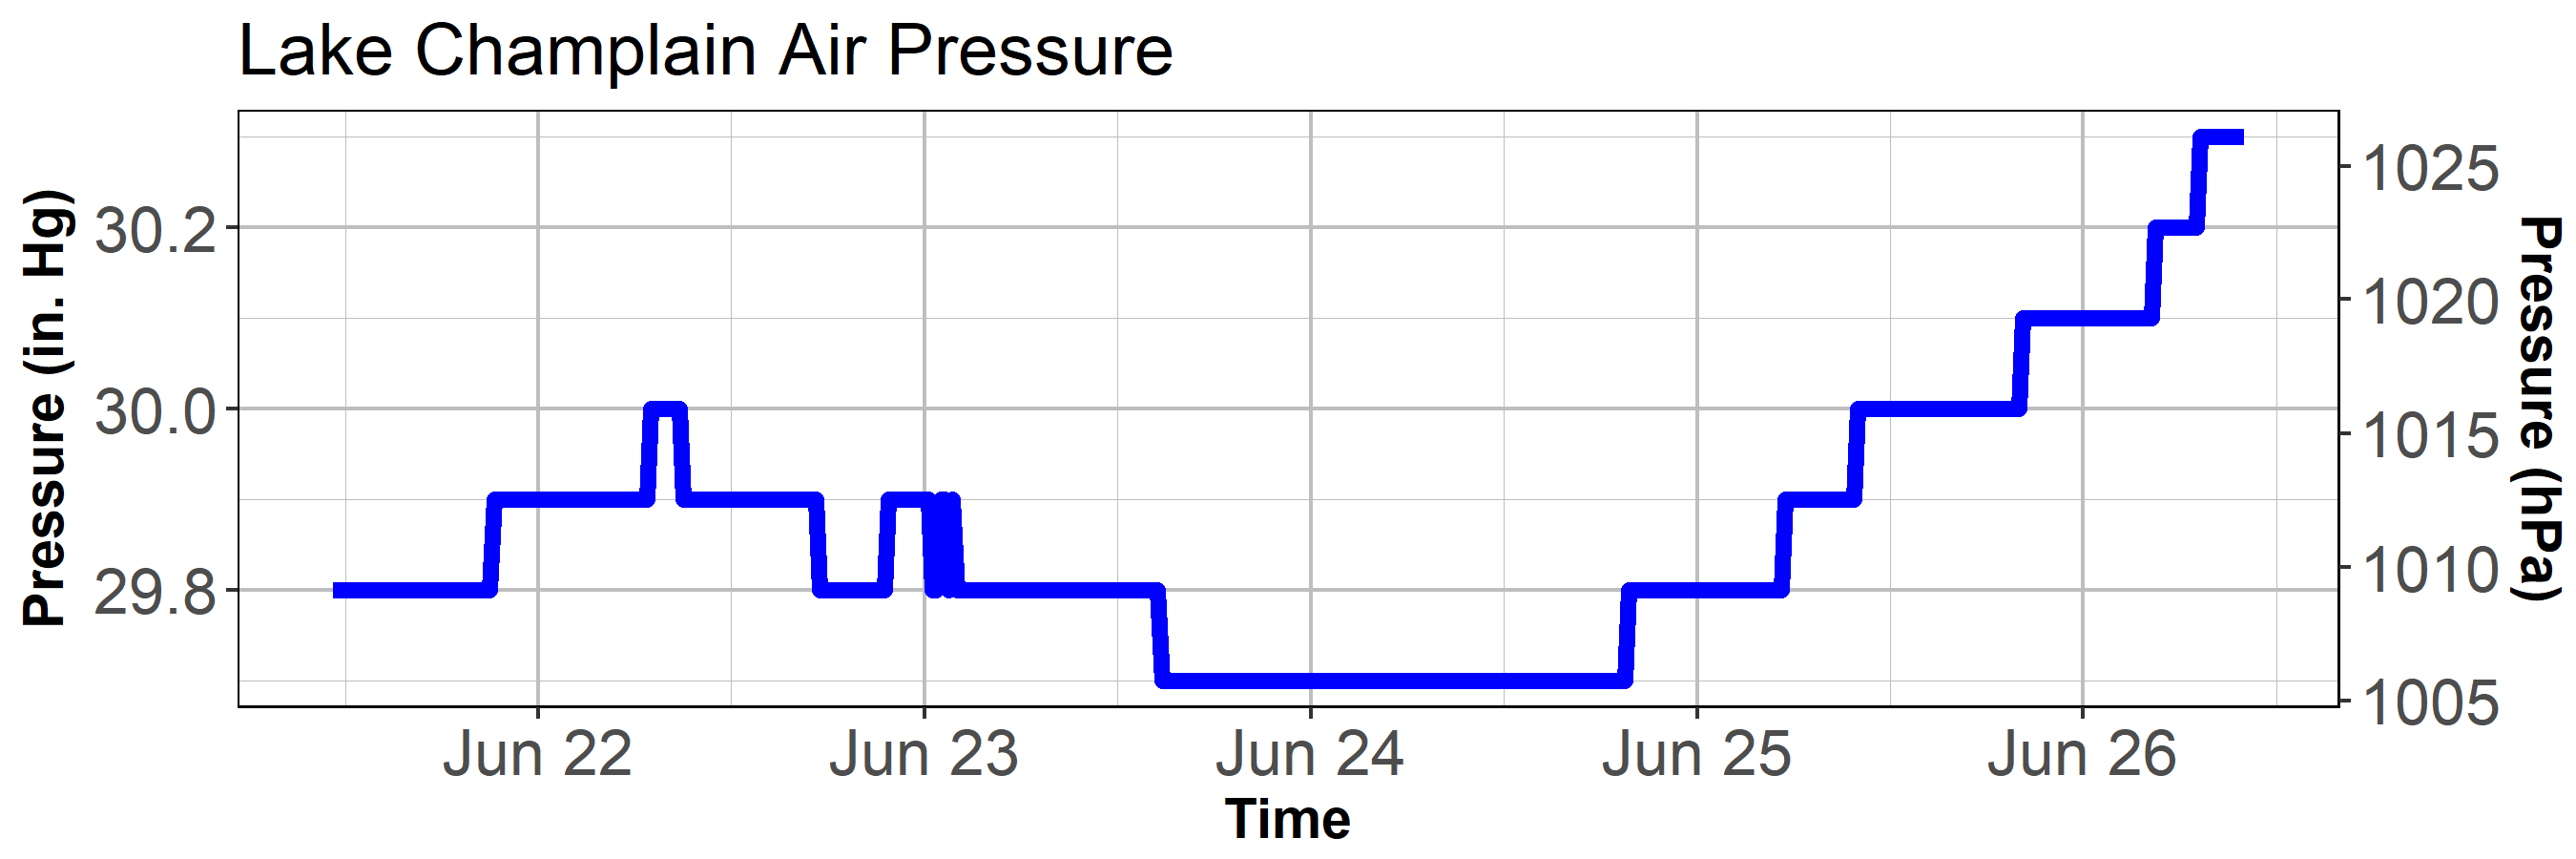 Lake Champlain Air Pressure
Pressure (in. Hg)
30.2
30.0
29.8
1025
1020
1015
1010
1005
Pressure (hPa)
Jun 22
Jun 23
Jun 24
Jun 25
Jun 26
Time